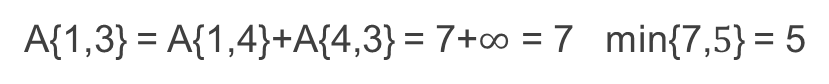 A{1,3} = A{1,4}+A{4,3} = 7+∞ = 7 min{7,5} = 5